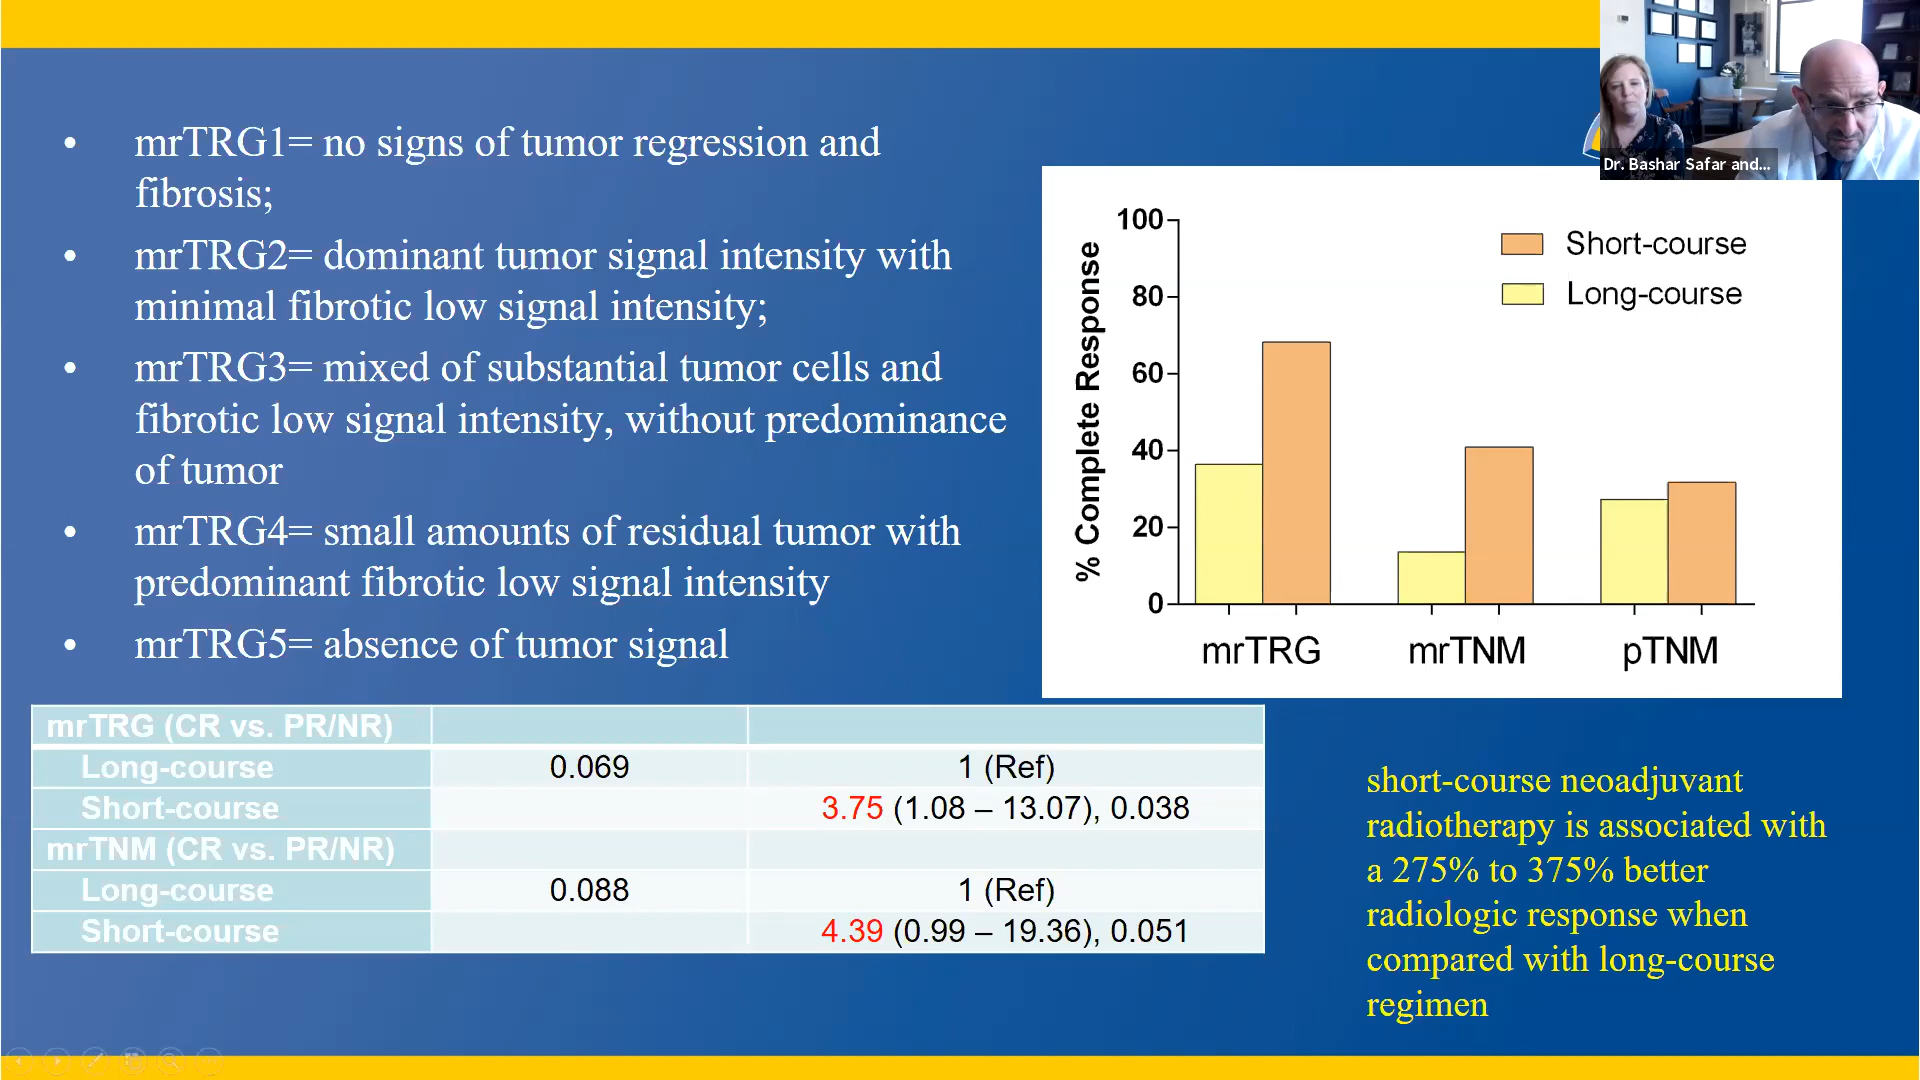 • mrTRG1= no signs of tumor regression and
fibrosis;
• mrTRG2= dominant tumor signal intensity with
minimal fibrotic low signal intensity;
• mrTRG3= mixed of substantial tumor cells and
fibrotic low signal intensity, without predominance
of tumor
• mrTRG4= small amounts of residual tumor with
predominant fibrotic low signal intensity
• mrTRG5= absence of tumor signal
Dr. Bashar Safar and...
% Complete Response
100
80
60
40
20
0
Short-course
Long-course
mrTRG mrTNM pTNM
mrTRG (CR vs. PR/NR)
Long-course 0.069 1 (Ref)
Short-course 3.75 (1.08 – 13.07), 0.038
mrTNM (CR vs. PR/NR)
Long-course 0.088 1 (Ref)
Short-course 4.39 (0.99 – 19.36), 0.051
short-course neoadjuvant
radiotherapy is associated with
a 275% to 375% better
radiologic response when
compared with long-course
regimen